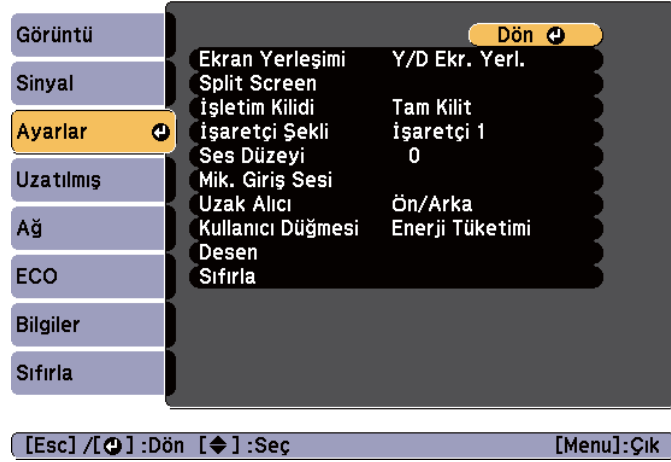 Görüntü
Sinyal
Ayarlar
Uzatılmış
Ağ
ECO
Bilgiler
Sıfırla
Dön
Ekran Yerleşimi Y/D Ekr. Yerl.
Split Screen
İşletim Kilidi Tam Kilit
İşaretçi Şekli İşaretçi 1
Ses Düzeyi 0
Mik. Giriş Sesi
Uzak Alıcı Ön/Arka
Kullanıcı Düğmesi Enerji Tüketimi
Desen
Sıfırla
[Esc] /[ ] :Dön [ ] :Seç [Menu]:Çık